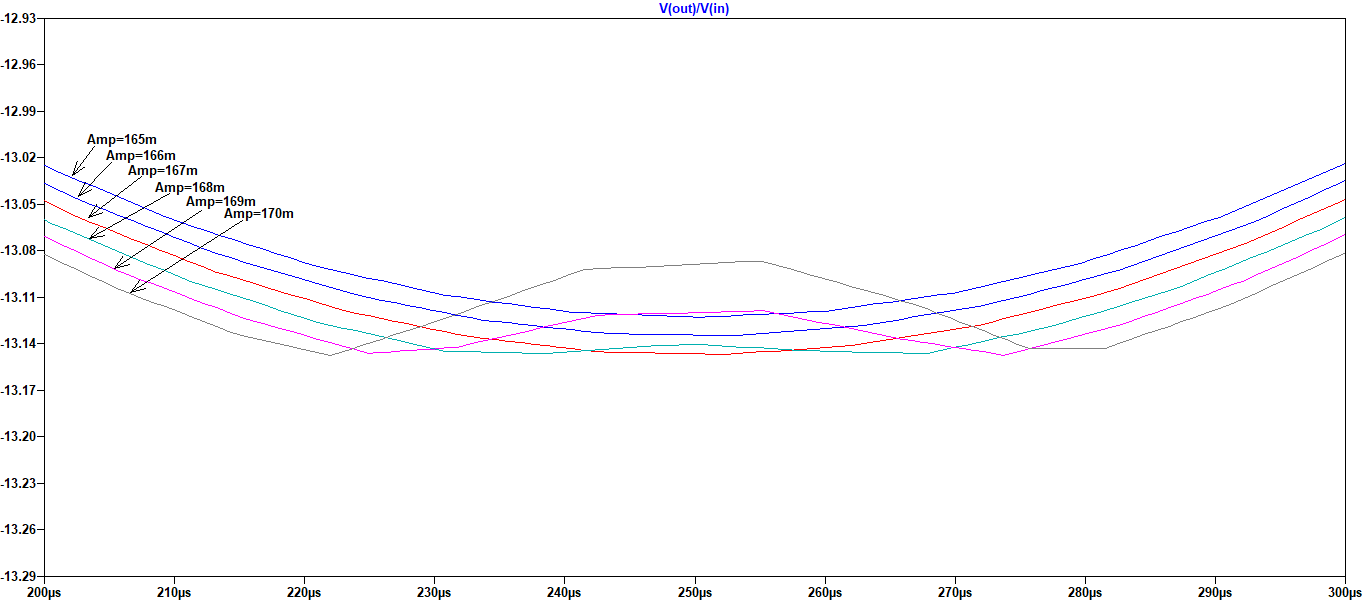 V(out)/V(in)
-12.93
-12.96
-12.99
-13.02
-13.05
-13.08
-13.11
-13.14
-13.17
-13.20
-13.23
-13.26
-13.29
Amp=165m
Amp=166m
Amp=167m
Amp=168m
Amp=169m
Amp=170m
200µs 210µs 220µs 230µs 240µs 250µs 260µs 270µs 280µs 290µs 300µs